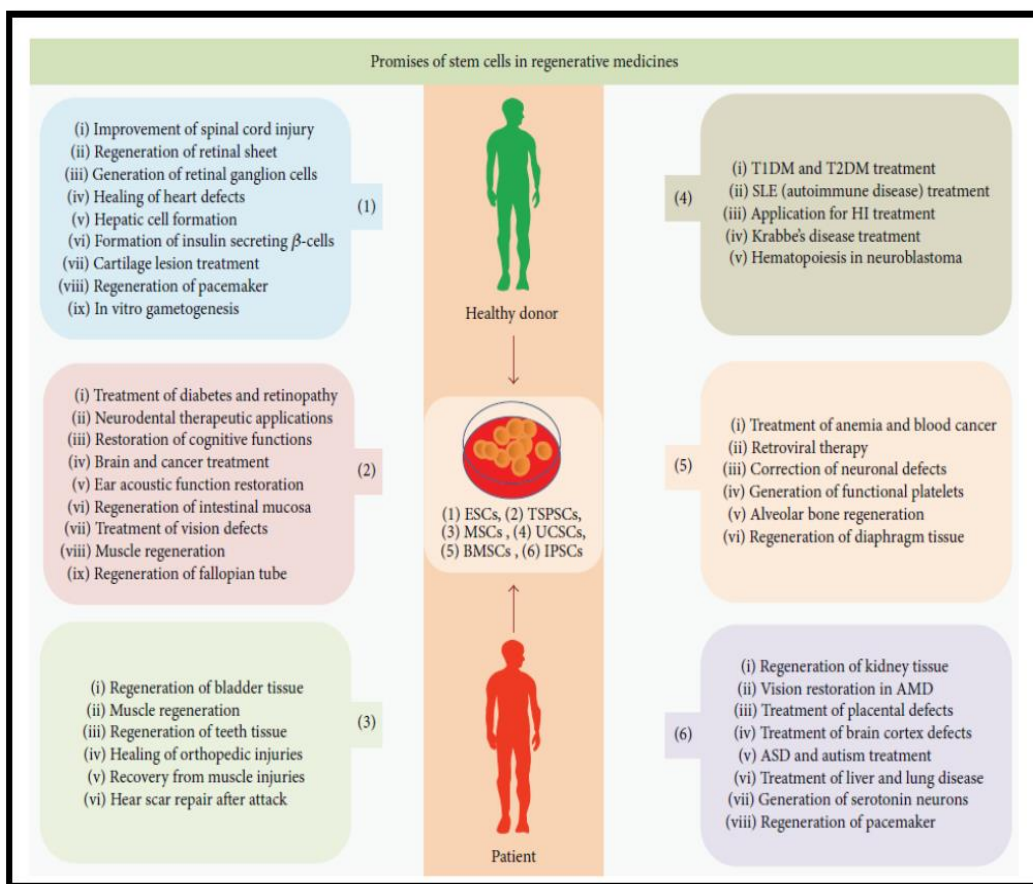 Promises of stem cells in regenerative medicines
(i) Improvement of spinal cord injury
(ii) Regeneration of retinal sheet
(iii) Generation of retinal ganglion cells
(iv) Healing of heart defects
(v) Hepatic cell formation
(vi) Formation of insulin secreting β-cells
(vii) Cartilage lesion treatment
(viii) Regeneration of pacemaker
(ix) In vitro gametogenesis
(1)
(i) Treatment of diabetes and retinopathy
(ii) Neurodental therapeutic applications
(iii) Restoration of cognitive functions
(iv) Brain and cancer treatment
(v) Ear acoustic function restoration
(vi) Regeneration of intestinal mucosa
(vii) Treatment of vision defects
(viii) Muscle regeneration
(ix) Regeneration of fallopian tube
(2)
(i) Regeneration of bladder tissue
(ii) Muscle regeneration
(iii) Regeneration of teeth tissue
(iv) Healing of orthopedic injuries
(v) Recovery from muscle injuries
(vi) Hear scar repair after attack
(3)
Healthy donor
(1) ESCs, (2) TSPSCs,
(3) MSCs , (4) UCSCs,
(5) BMSCs , (6) IPSCs
Patient
(4)
(i) T1DM and T2DM treatment
(ii) SLE (autoimmune disease) treatment
(iii) Application for HI treatment
(iv) Krabbe's disease treatment
(v) Hematopoiesis in neuroblastoma
(5)
(i) Treatment of anemia and blood cancer
(ii) Retroviral therapy
(iii) Correction of neuronal defects
(iv) Generation of functional platelets
(v) Alveolar bone regeneration
(vi) Regeneration of diaphragm tissue
(6)
(i) Regeneration of kidney tissue
(ii) Vision restoration in AMD
(iii) Treatment of placental defects
(iv) Treatment of brain cortex defects
(v) ASD and autism treatment
(vi) Treatment of liver and lung disease
(vii) Generation of serotonin neurons
(viii) Regeneration of pacemaker